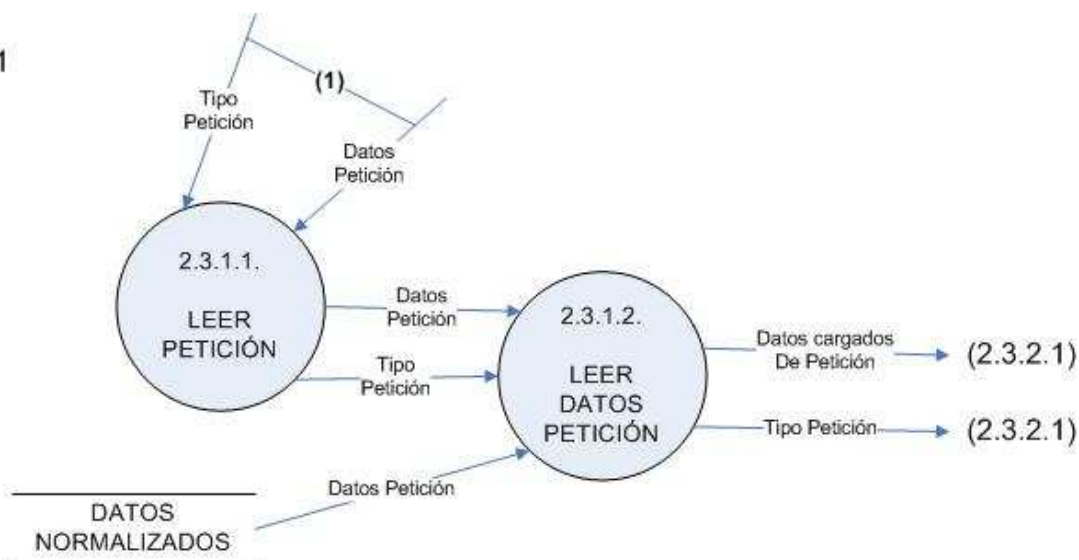 1
(1)
Tipo
Petición
Datos
Petición
2.3.1.1.
LEER
PETICIÓN
Datos
Petición
Tipo
Petición
2.3.1.2.
LEER
DATOS
PETICIÓN
Datos cargados
De Petición
(2.3.2.1)
Tipo Petición
(2.3.2.1)
Datos Petición
DATOS
NORMALIZADOS